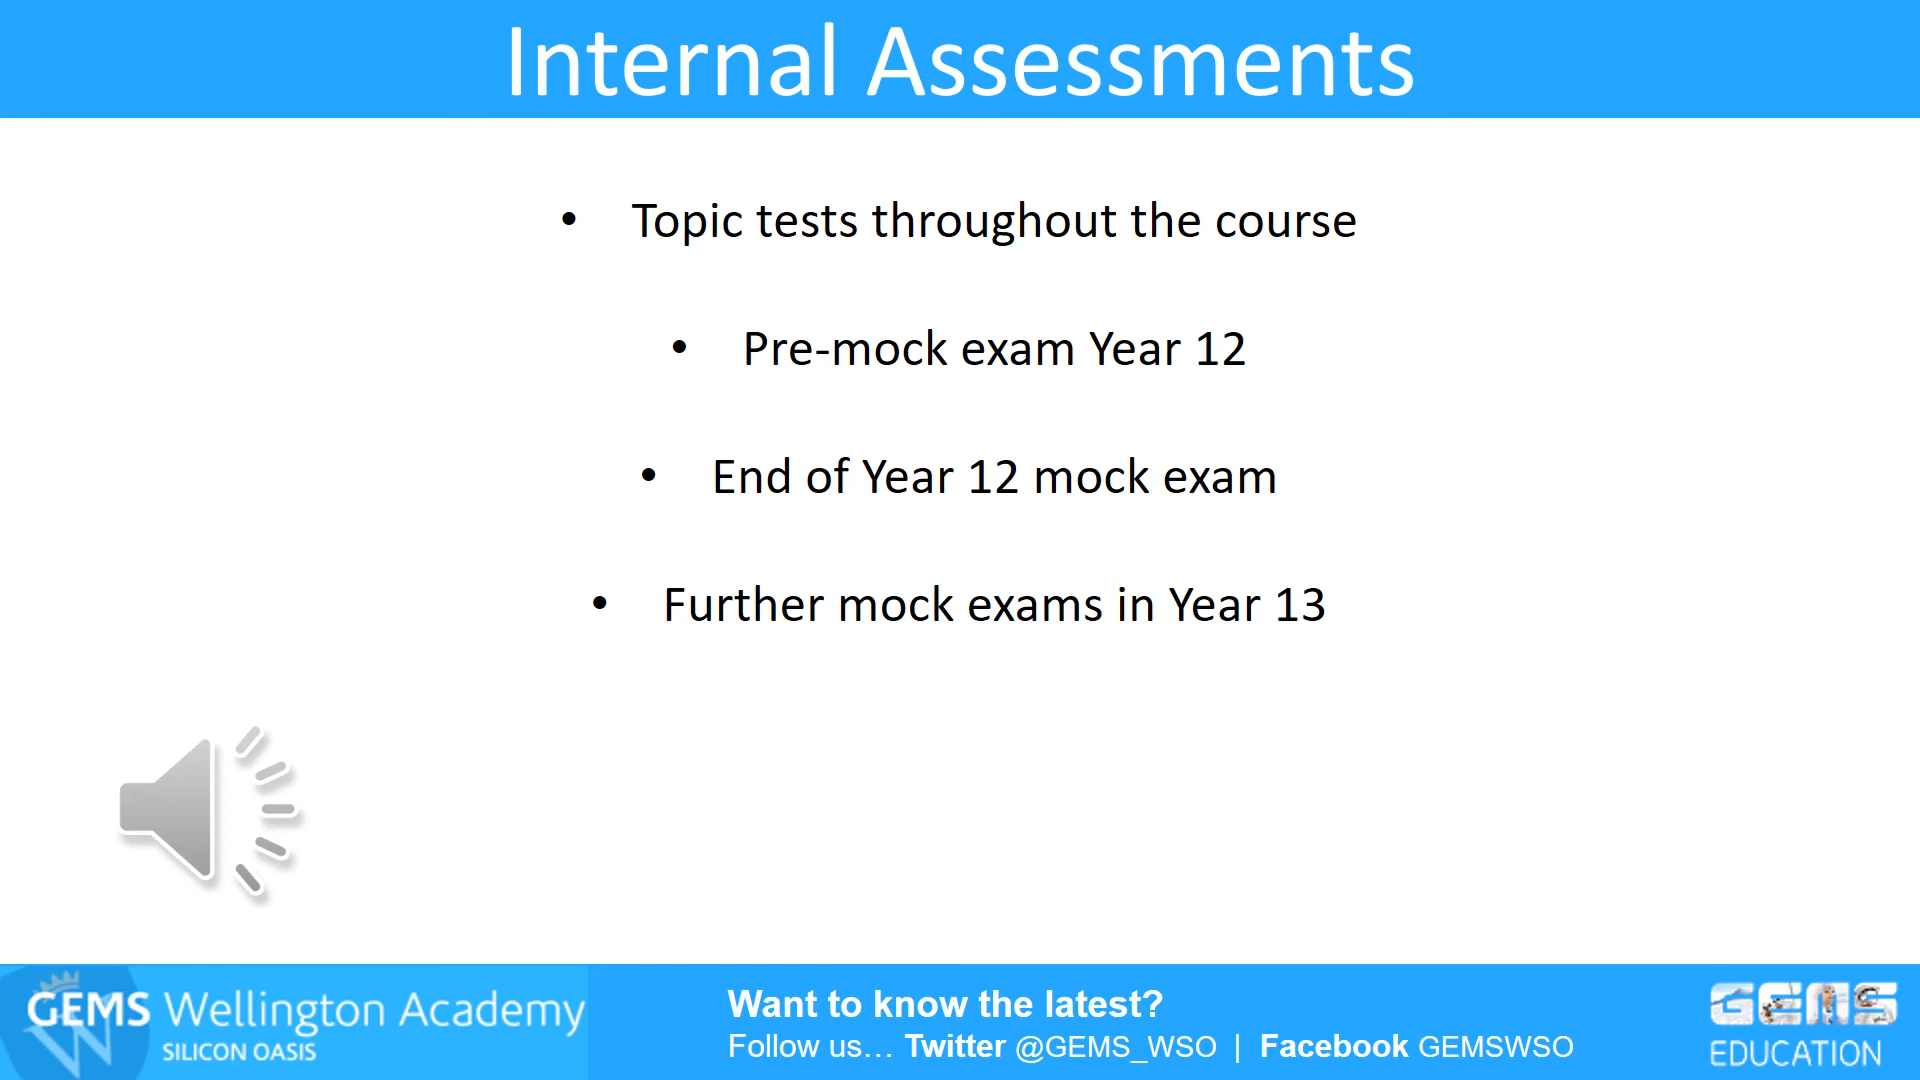 Internal Assessments
• Topic tests throughout the course
• Pre-mock exam Year 12
• End of Year 12 mock exam
• Further mock exams in Year 13
GEMS Wellington Academy
SILICON OASIS
Want to know the latest?
Follow us... Twitter @GEMS_WSO | Facebook GEMSWSO
GEMS
EDUCATION